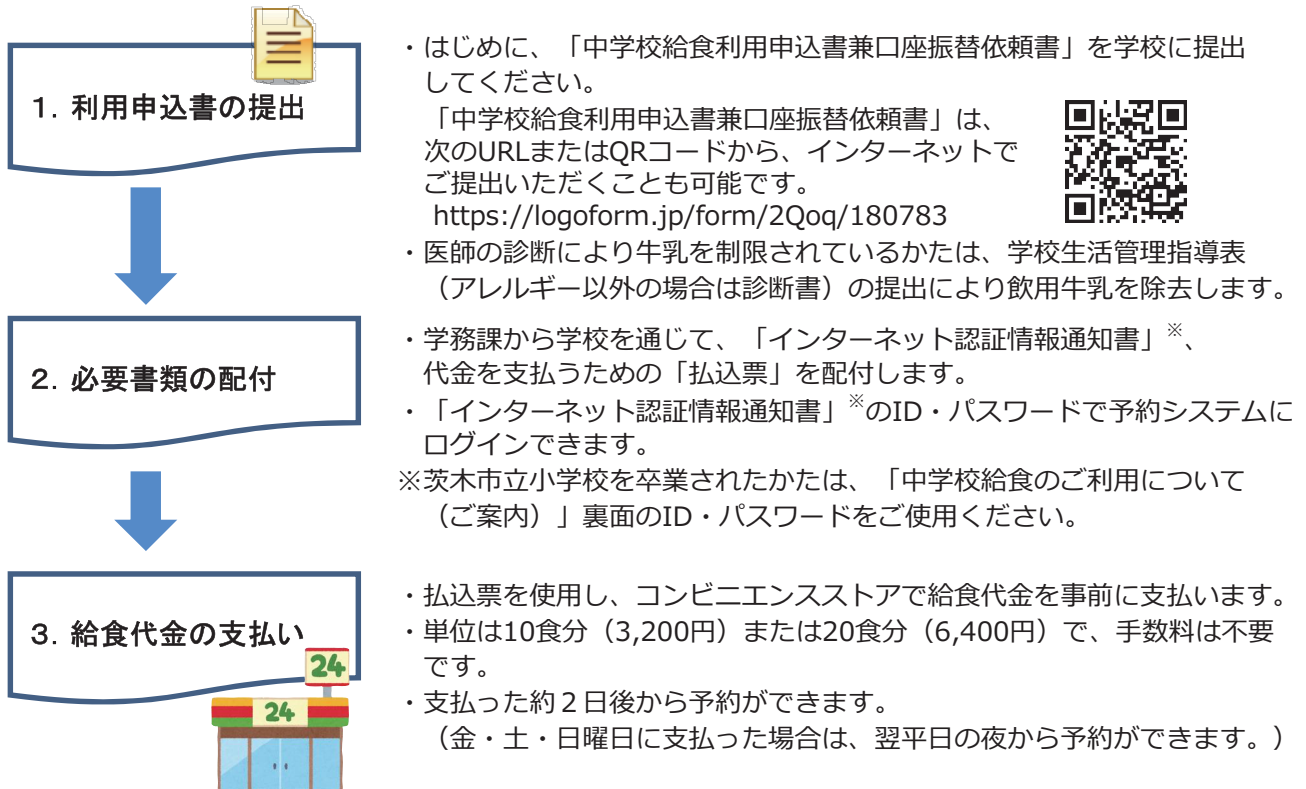 1．利用申込書の提出
・はじめに、「中学校給食利用申込書兼口座振替依頼書」を学校に提出
してください。
「中学校給食利用申込書兼口座振替依頼書」は、
次のURLまたはQRコードから、インターネットで
ご提出いただくことも可能です。
https://logoform.jp/form/2Qoq/180783
・医師の診断により牛乳を制限されているかたは、学校生活管理指導表
（アレルギー以外の場合は診断書）の提出により飲用牛乳を除去します。
2．必要書類の配付
・学務課から学校を通じて、「インターネット認証情報通知書」※、
代金を支払うための「払込票」を配付します。
・「インターネット認証情報通知書」※のID・パスワードで予約システムに
ログインできます。
※茨木市立小学校を卒業されたかたは、「中学校給食のご利用について
（ご案内）」裏面のID・パスワードをご使用ください。
3．給食代金の支払い
・払込票を使用し、コンビニエンスストアで給食代金を事前に支払います。
・単位は10食分（3,200円）または20食分（6,400円）で、手数料は不要
です。
・支払った約２日後から予約ができます。
（金・土・日曜日に支払った場合は、翌平日の夜から予約ができます。）
24
24